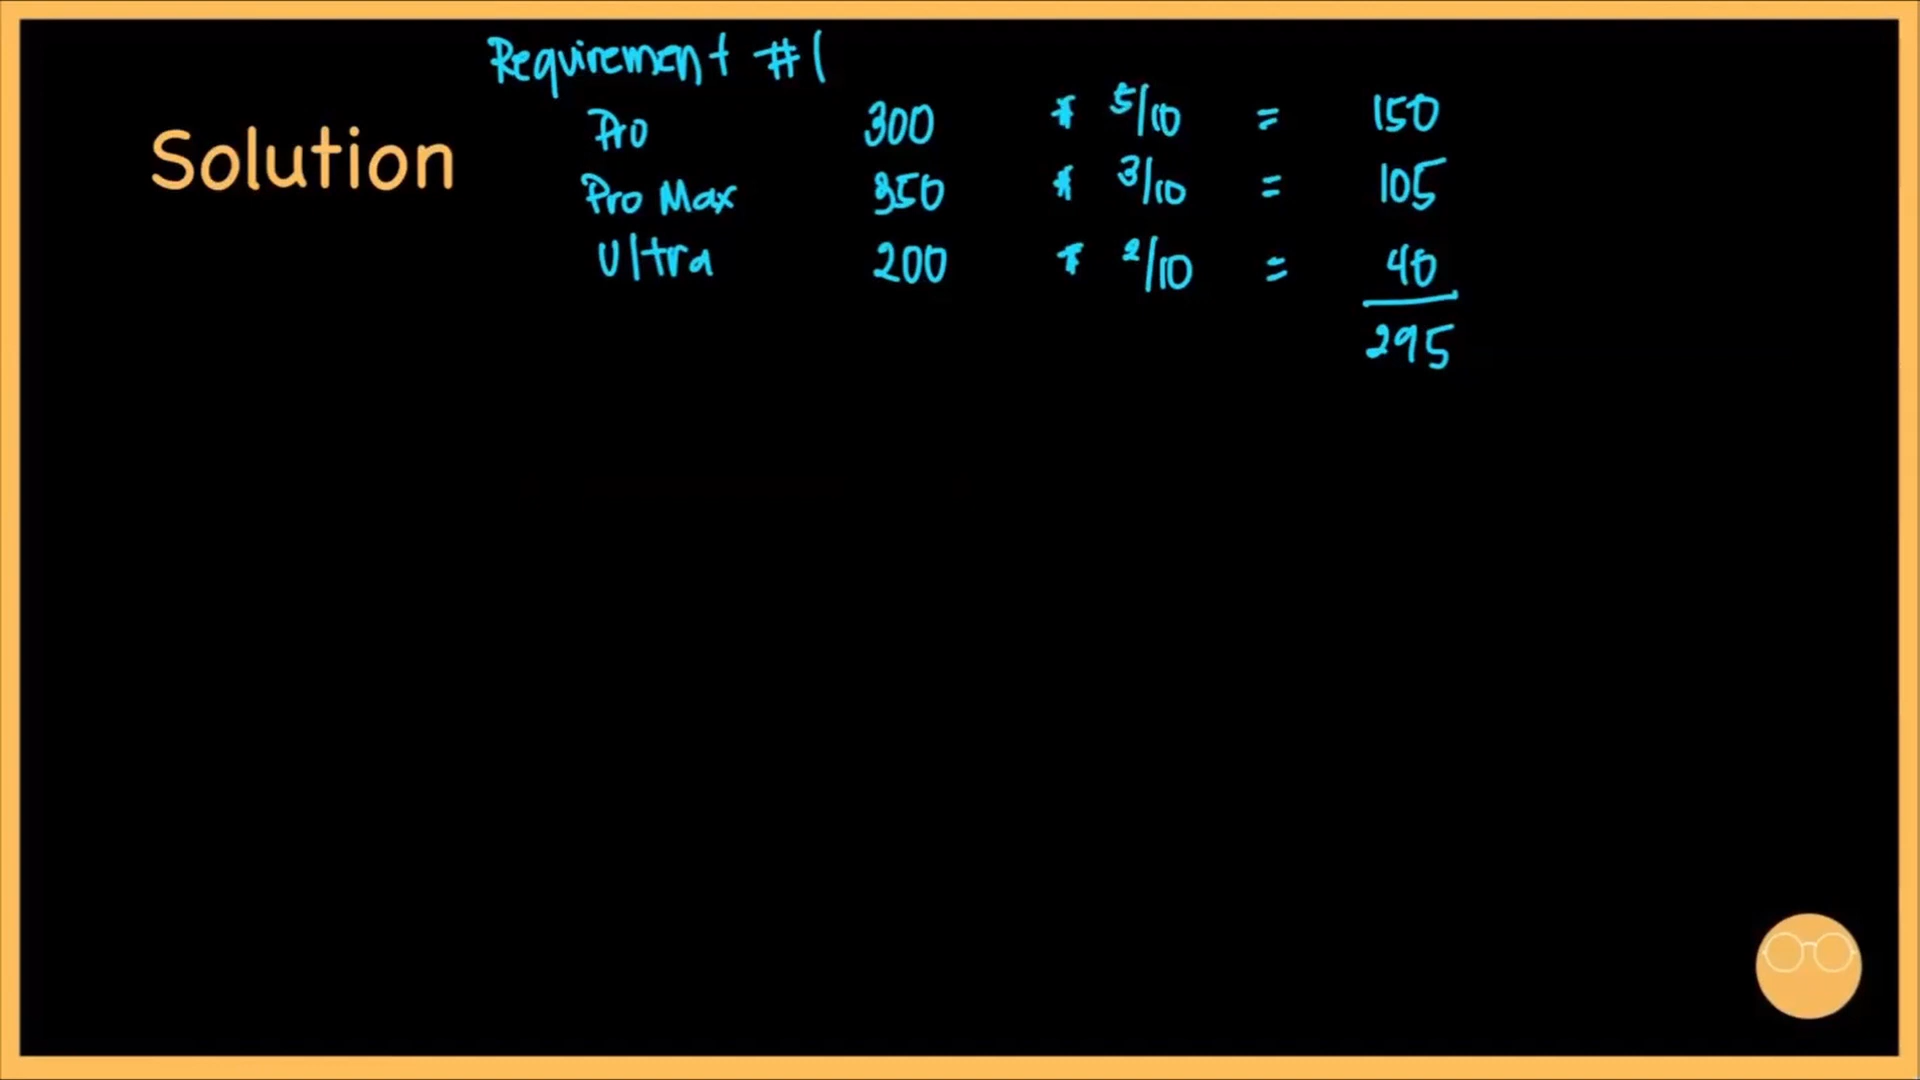 Requirement #1
Solution
Pro 300 * 5/10 = 150
Pro Max 350 * 3/10 = 105
Ultra 200 * 2/10 = 40
295